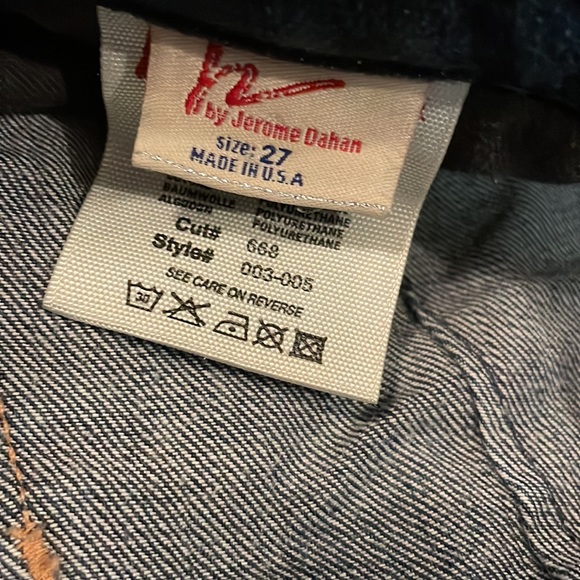 by Jerome Dahan
size: 27
MADE IN U.S.A
BAUMWOLLE POLYURETHANE
ALGODON POLYURETHANE
POLYURETHANE
Cut# 668
Style# 003-005
SEE CARE ON REVERSE
30